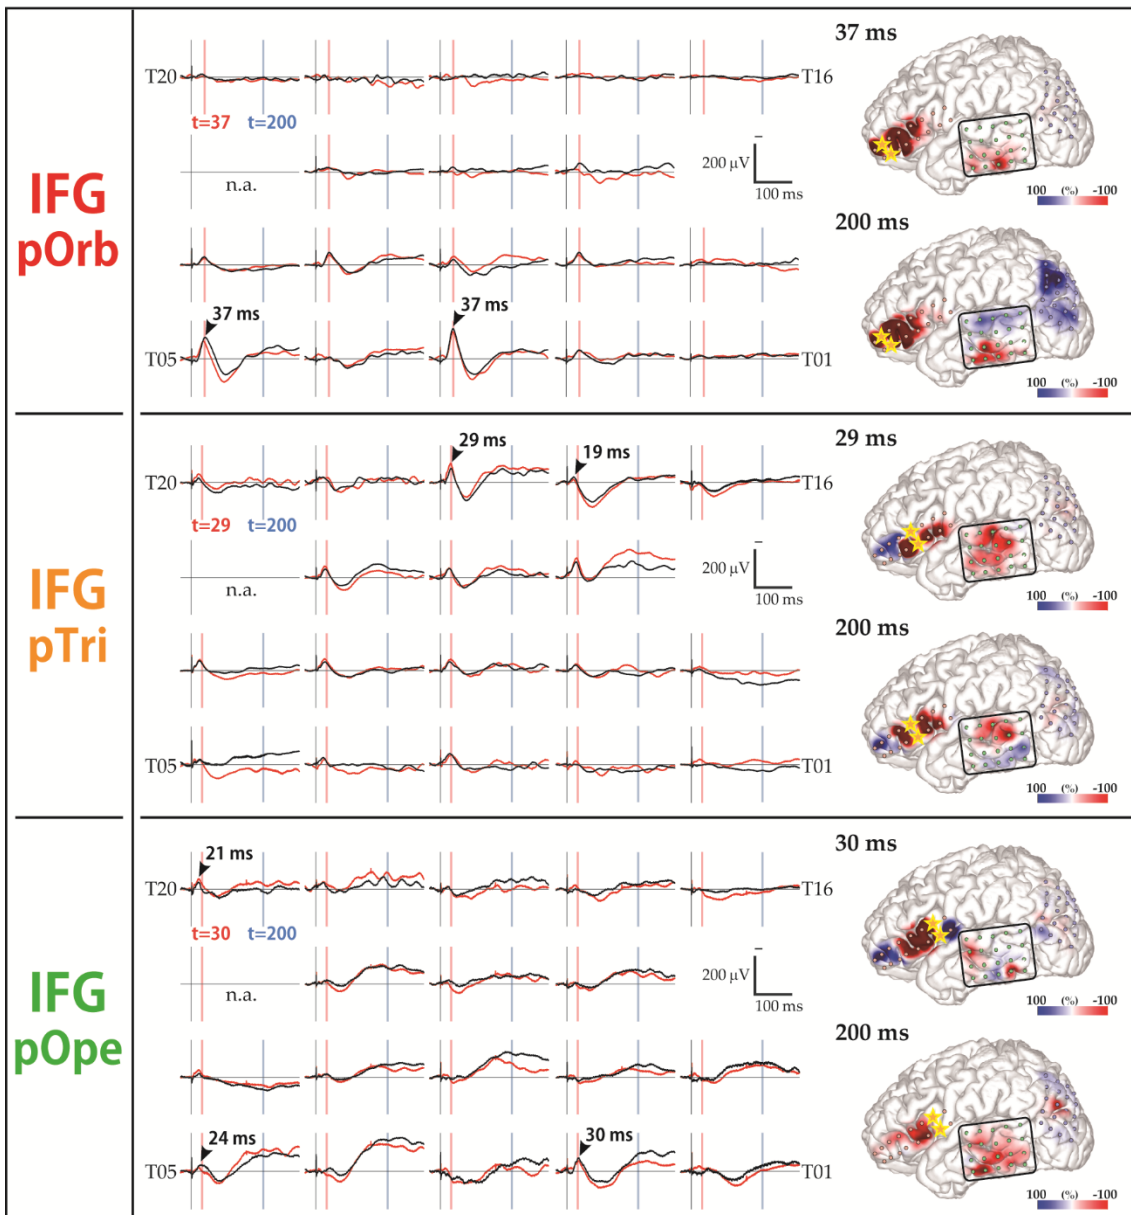 IFG
pOrb
T20
T16
t=37 t=200
n.a.
200 µV
100 ms
37 ms
37 ms
T05
T01
37 ms
100 (%) -100
200 ms
100 (%) -100
IFG
pTri
29 ms
19 ms
T20
T16
t=29 t=200
n.a.
200 µV
100 ms
T05
T01
29 ms
100 (%) -100
200 ms
100 (%) -100
IFG
pOpe
21 ms
T20
T16
t=30 t=200
n.a.
200 µV
100 ms
24 ms
30 ms
T05
T01
30 ms
100 (%) -100
200 ms
100 (%) -100